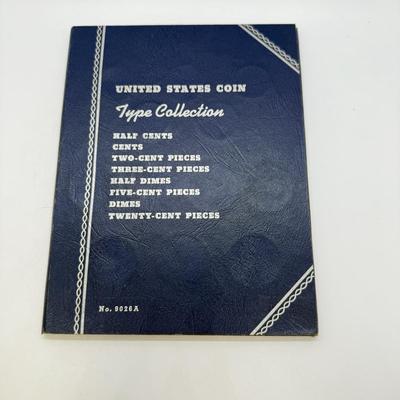 UNITED STATES COIN
Type Collection
HALF CENTS
CENTS
TWO-CENT PIECES
THREE-CENT PIECES
HALF DIMES
FIVE-CENT PIECES
DIMES
TWENTY-CENT PIECES
No. 9026A